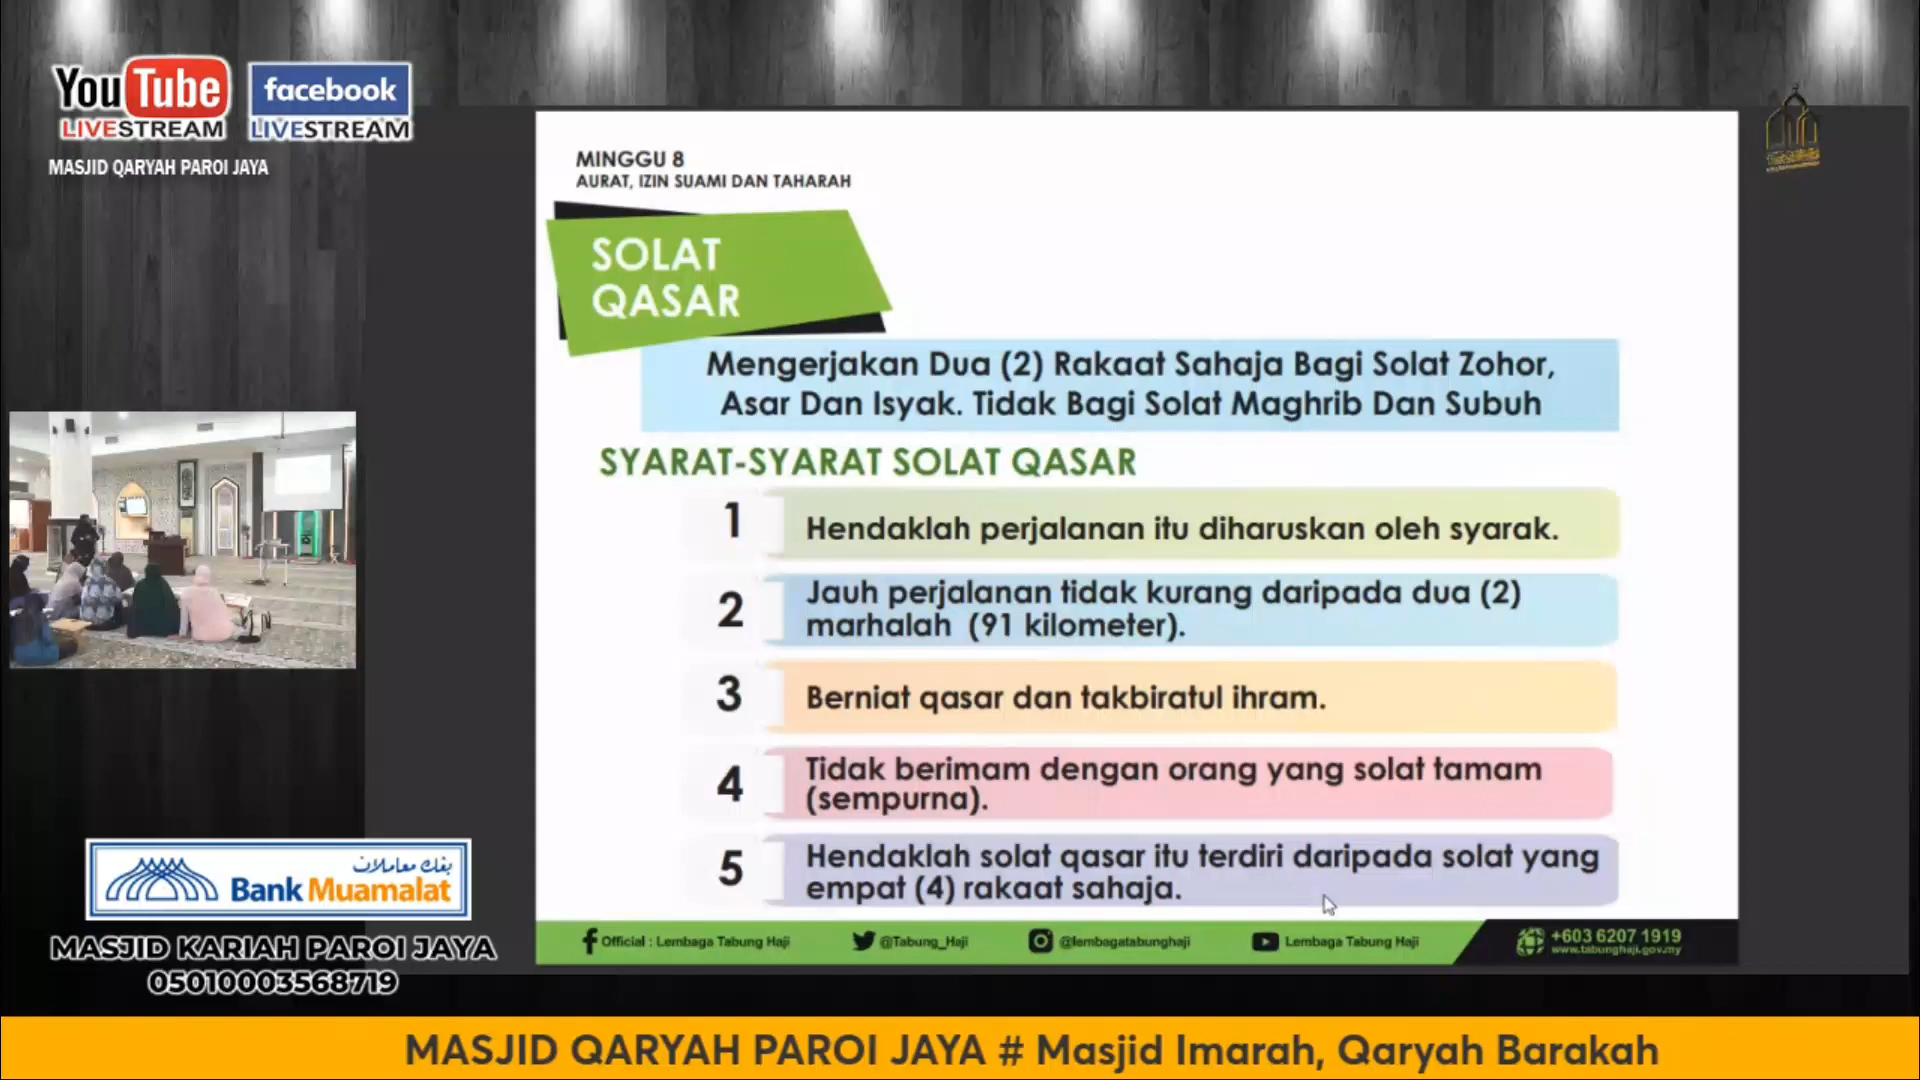 YouTube
LIVESTREAM
facebook
LIVESTREAM
MASJID QARYAH PAROI JAYA
MINGGU 8
AURAT, IZIN SUAMI DAN TAHARAH
SOLAT
QASAR
Mengerjakan Dua (2) Rakaat Sahaja Bagi Solat Zohor,
Asar Dan Isyak. Tidak Bagi Solat Maghrib Dan Subuh
SYARAT-SYARAT SOLAT QASAR
1
Hendaklah perjalanan itu diharuskan oleh syarak.
2
Jauh perjalanan tidak kurang daripada dua (2)
marhalah (91 kilometer).
3
Berniat qasar dan takbiratul ihram.
4
Tidak berimam dengan orang yang solat tamam
(sempurna).
5
Hendaklah solat qasar itu terdiri daripada solat yang
empat (4) rakaat sahaja.
Official : Lembaga Tabung Haji
@Tabung_Haji
@lembagatabunghaji
Lembaga Tabung Haji
+603 6207 1919
www.tabunghaji.gov.my
بنك معاملات
Bank Muamalat
MASJID KARIAH PAROI JAYA
05010003568719
MASJID QARYAH PAROI JAYA # Masjid Imarah, Qaryah Barakah